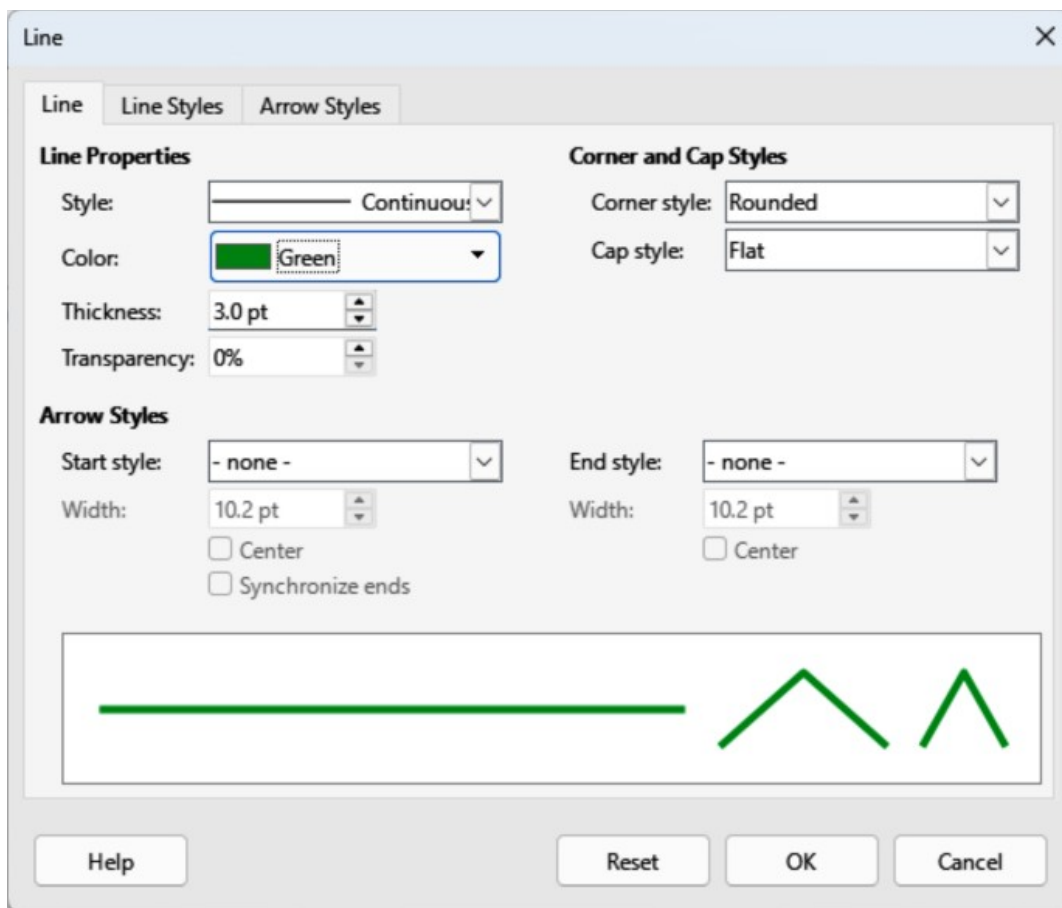 Line
Line Line Styles Arrow Styles
Line Properties Corner and Cap Styles
Style: Continuous Corner style: Rounded
Color: Green Cap style: Flat
Thickness: 3.0 pt
Transparency: 0%
Arrow Styles
Start style: - none - End style: - none -
Width: 10.2 pt Width: 10.2 pt
Center Center
Synchronize ends
Help Reset OK Cancel